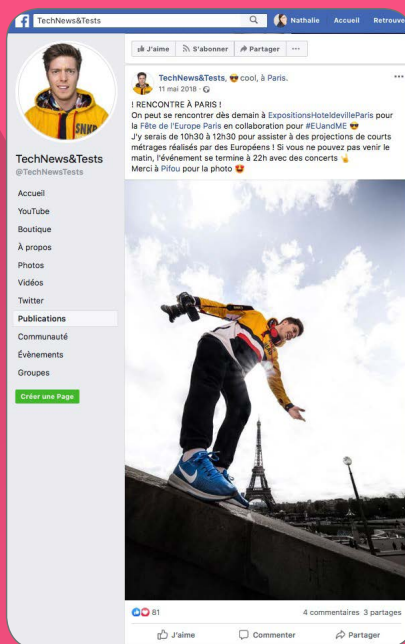 TechNews&Tests
Nathalie Accueil Retrouve
J'aime S'abonner Partager
TechNews&Tests, 😎 cool, à Paris.
11 mai 2018
! RENCONTRE À PARIS !
On peut se rencontrer dès demain à ExpositionsHoteldevilleParis pour
la Fête de l'Europe Paris en collaboration pour #EUandME 😎
J'y serais de 10h30 à 12h30 pour assister à des projections de courts
métrages réalisés par des Européens ! Si vous ne pouvez pas venir le
matin, l'événement se termine à 22h avec des concerts 👆
Merci à Pifou pour la photo 😍
SNKR
TechNews&Tests
@TechNewsTests
Accueil
YouTube
Boutique
À propos
Photos
Vidéos
Twitter
Publications
Communauté
Évènements
Groupes
Créer une Page
81
4 commentaires 3 partages
J'aime Commenter Partager